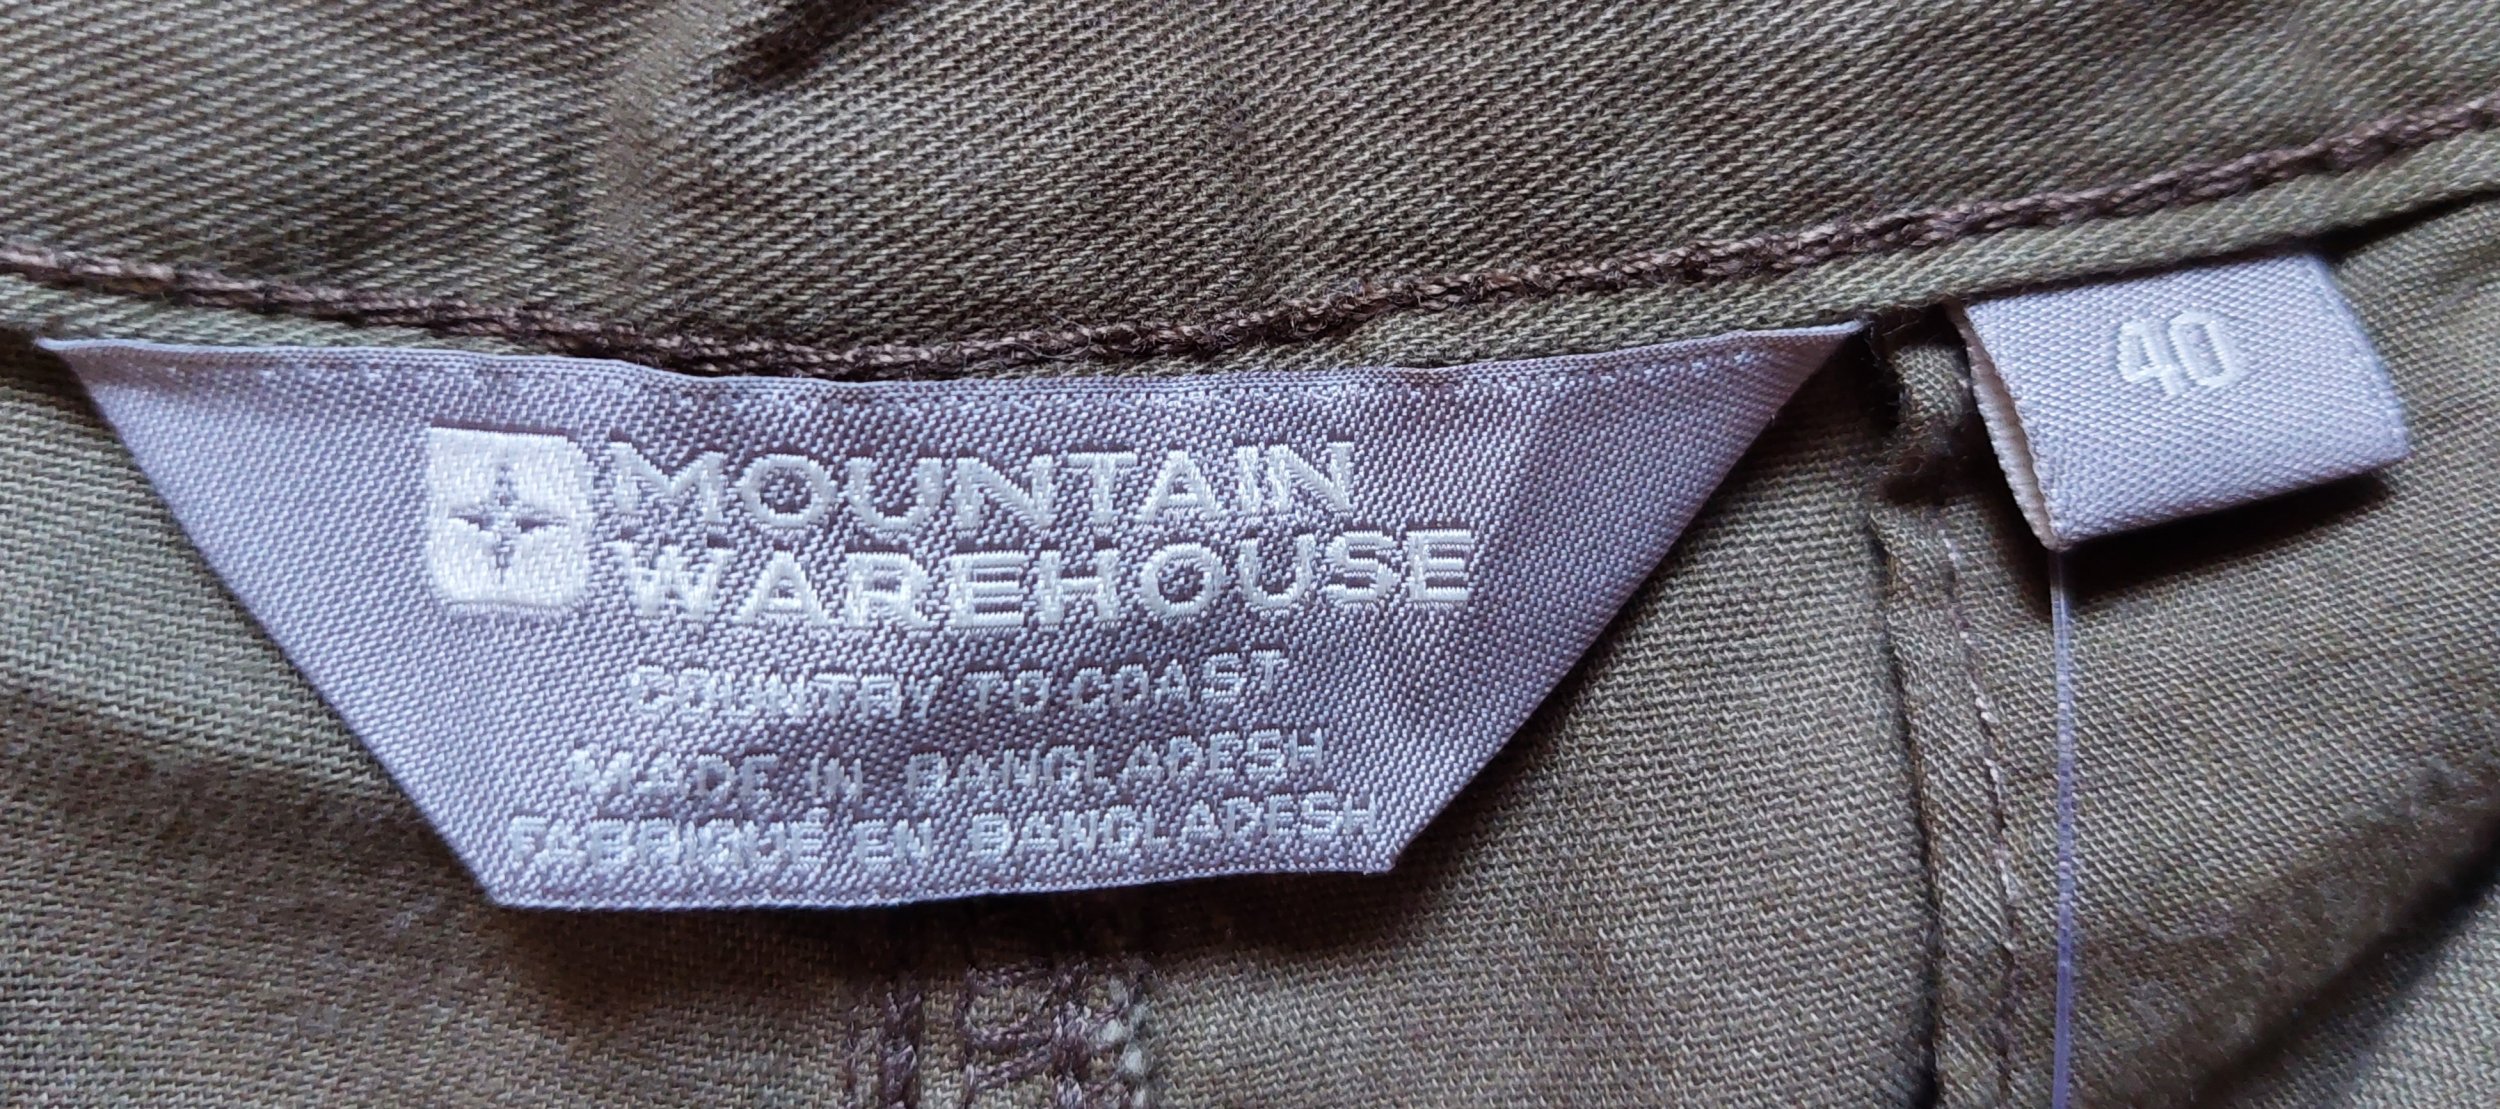 MOUNTAIN
WAREHOUSE
COUNTRY TO COAST
MADE IN BANGLADESH
FABRIQUÉ EN BANGLADESH
40